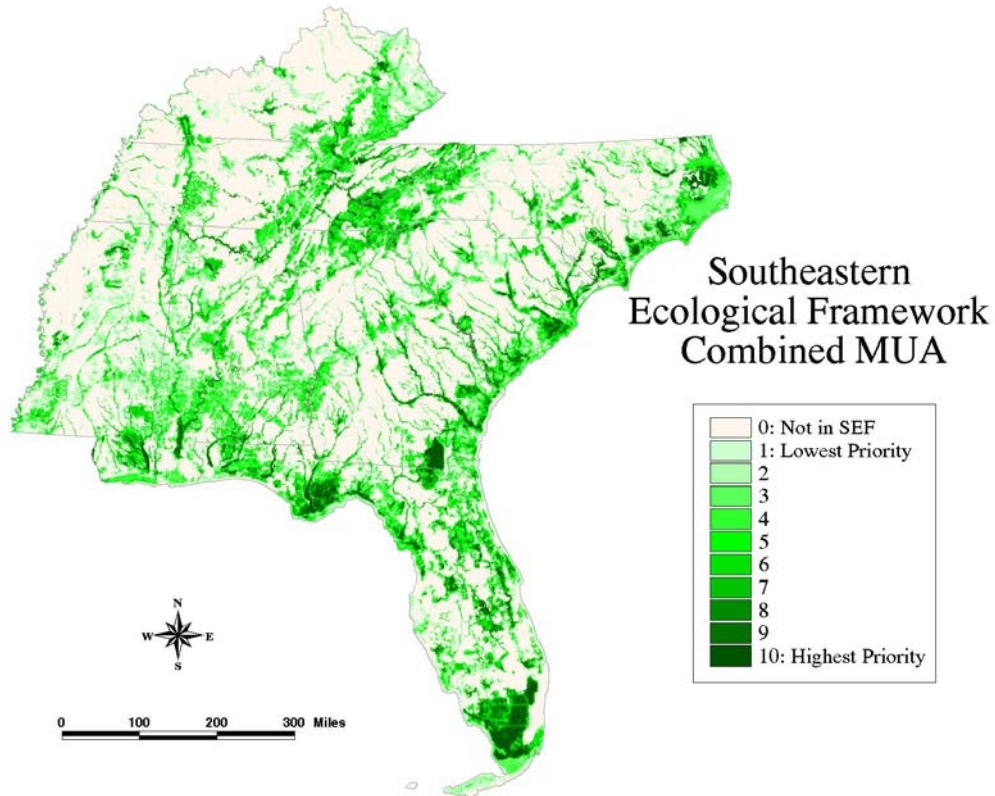 Southeastern
Ecological Framework
Combined MUA
0: Not in SEF
1: Lowest Priority
2
3
4
5
6
7
8
9
10: Highest Priority
N
W E
S
0 100 200 300 Miles